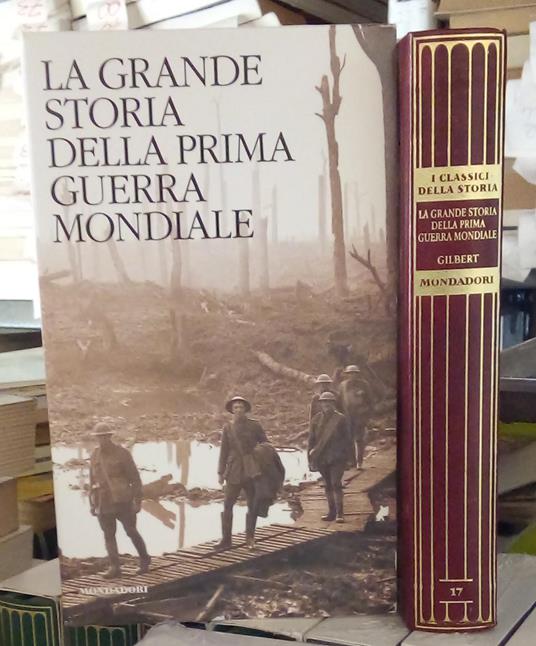 LA GRANDE
STORIA
DELLA PRIMA
GUERRA
MONDIALE
MONDADORI
I CLASSICI
DELLA STORIA
LA GRANDE STORIA
DELLA PRIMA
GUERRA MONDIALE
GILBERT
MONDADORI
17